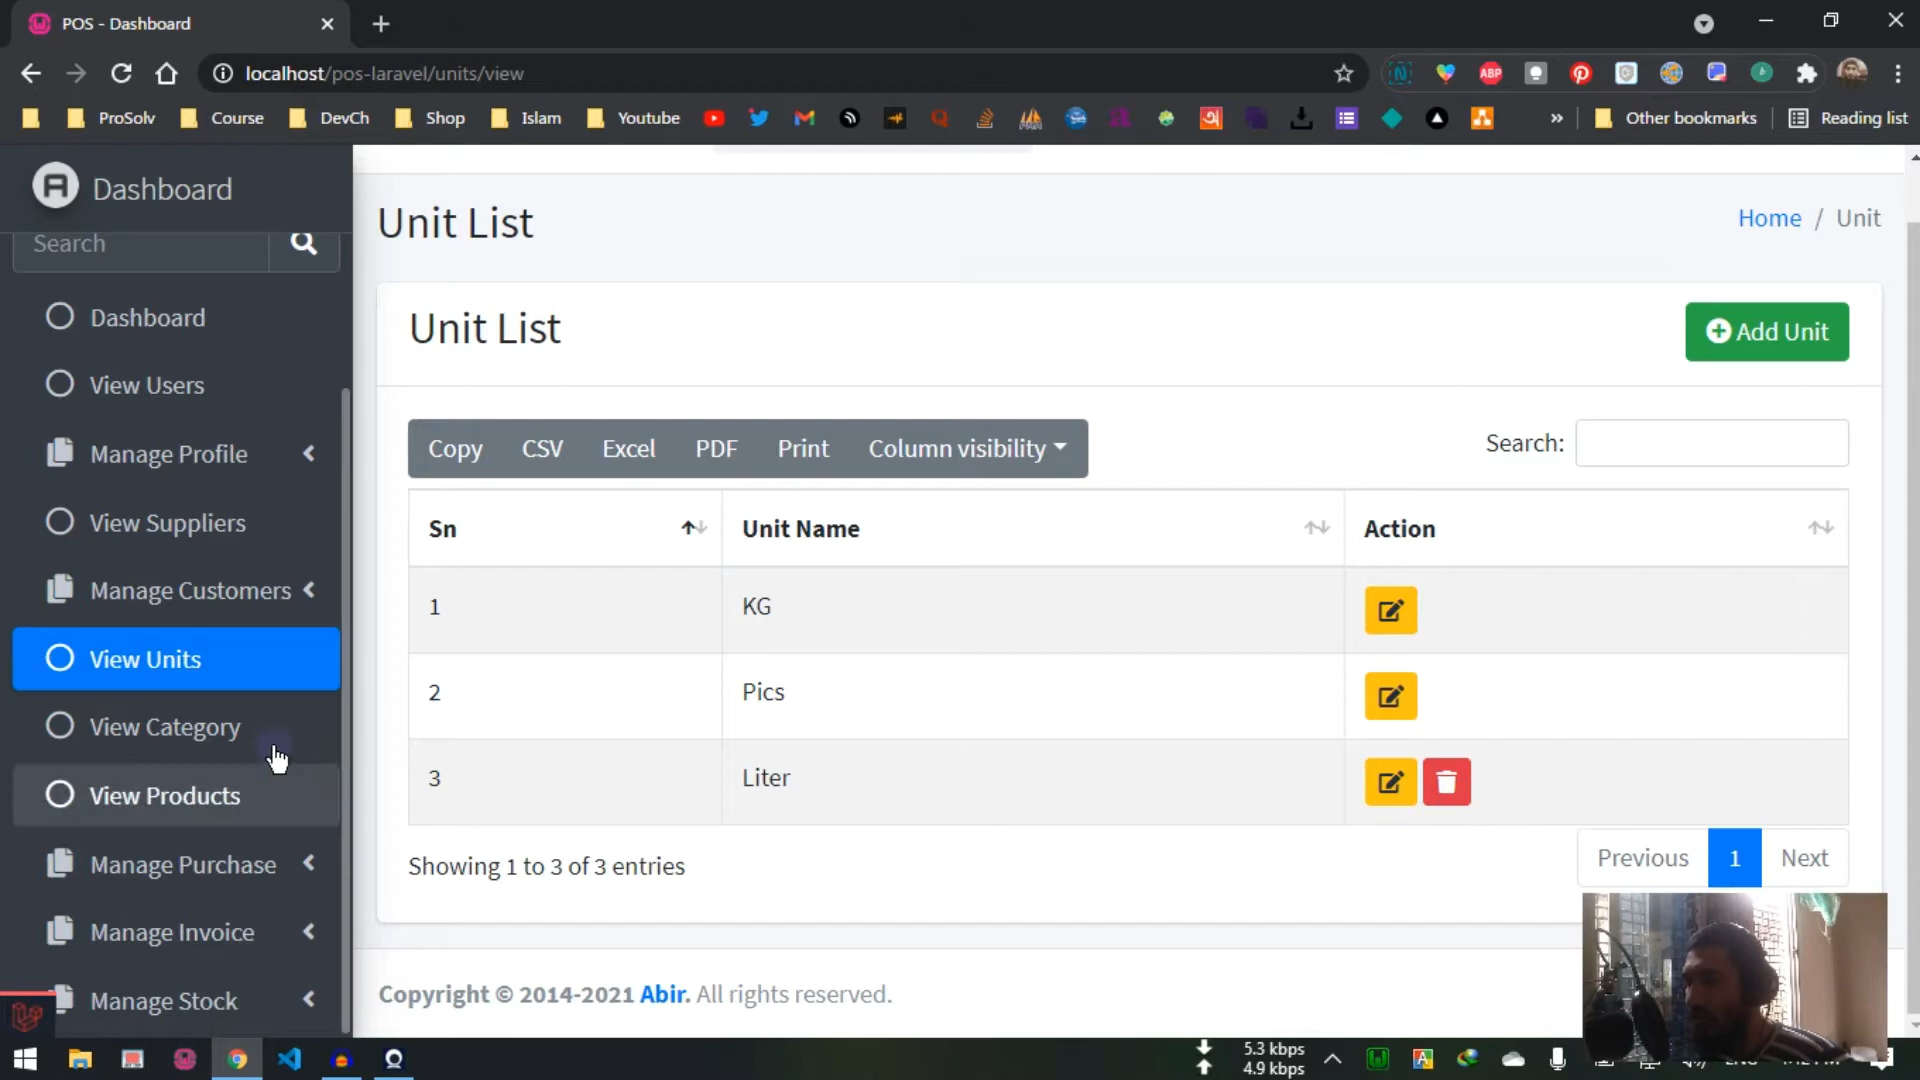 POS - Dashboard
localhost/pos-laravel/units/view
ABP
ProSolv
Course
DevCh
Shop
Islam
Youtube
Other bookmarks
Reading list
Dashboard
Search
Dashboard
View Users
Manage Profile
View Suppliers
Manage Customers
View Units
View Category
View Products
Manage Purchase
Manage Invoice
Manage Stock
Unit List
Home / Unit
Unit List
Add Unit
Copy CSV Excel PDF Print Column visibility
Search:
Sn Unit Name Action
1 KG
2 Pics
3 Liter
Showing 1 to 3 of 3 entries
Previous 1 Next
Copyright © 2014-2021 Abir. All rights reserved.
5.3 kbps
4.9 kbps